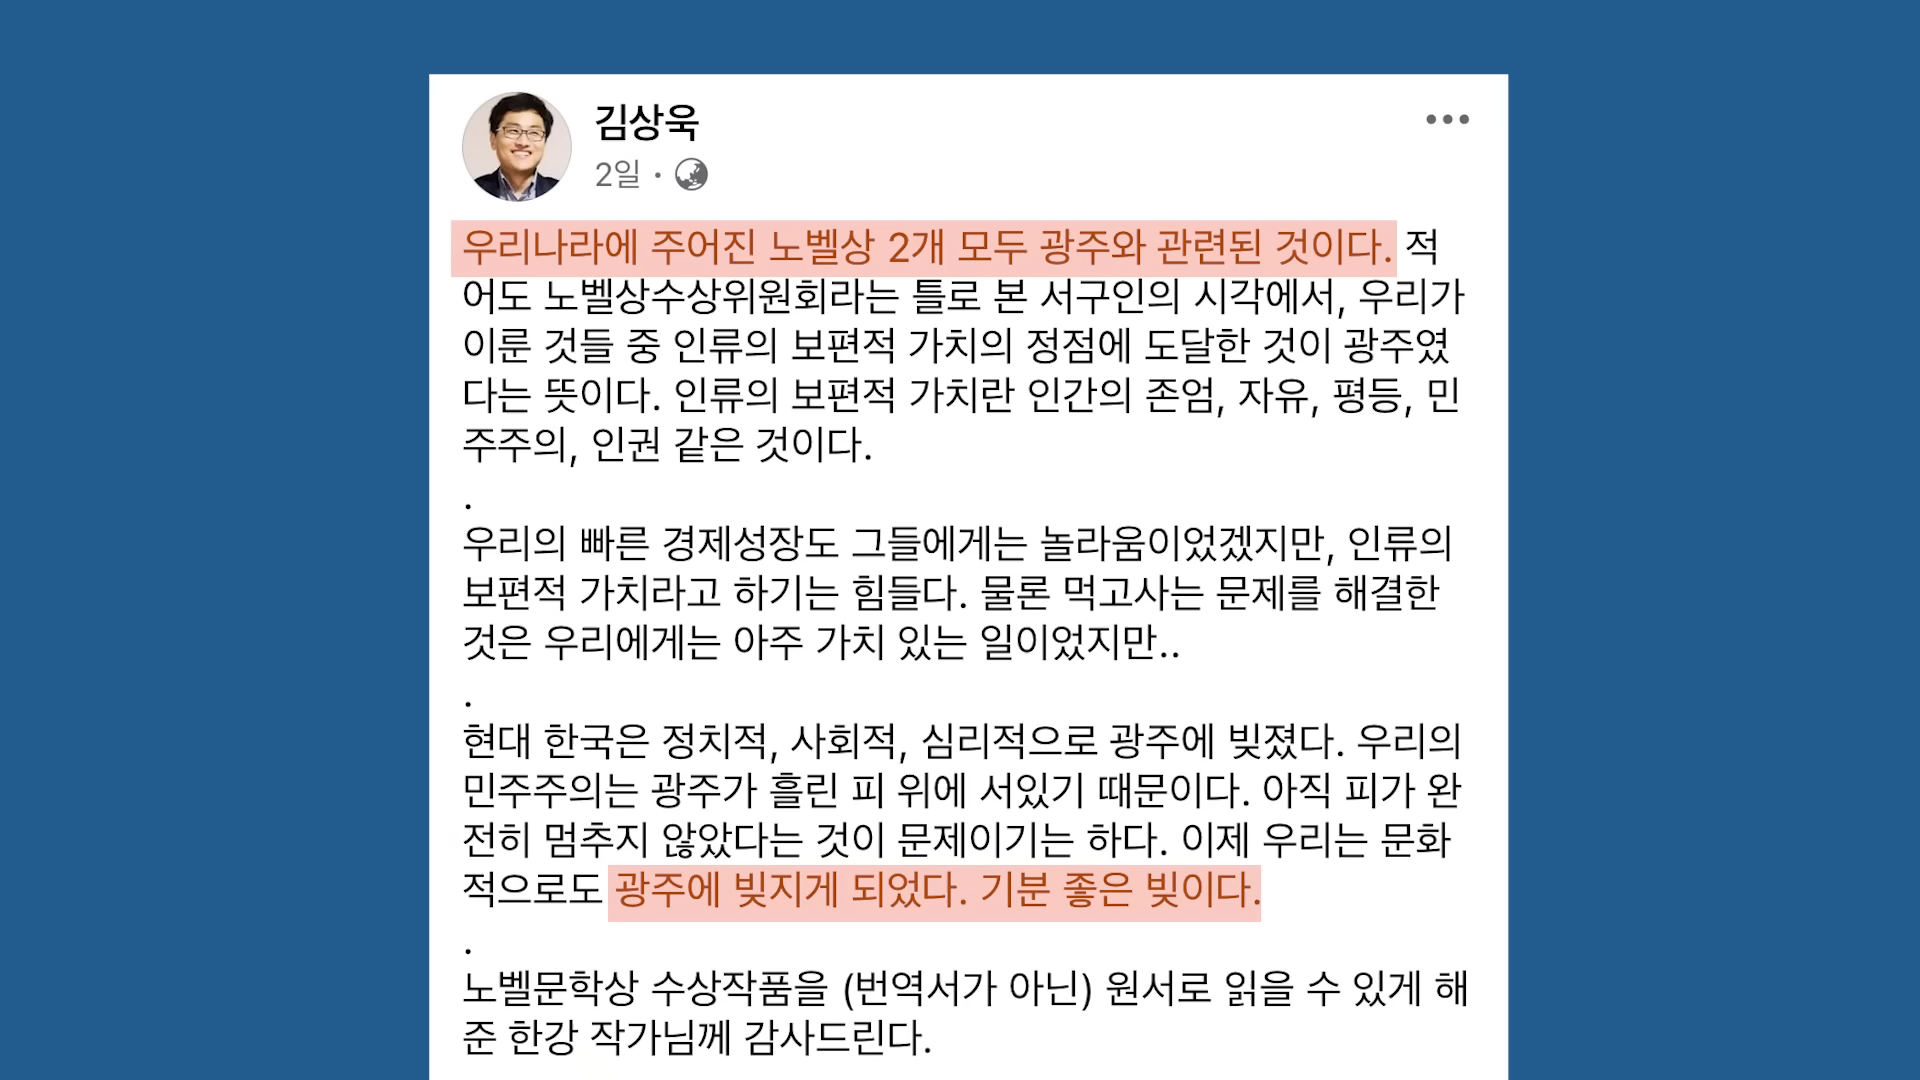 김상욱
2일 ·
우리나라에 주어진 노벨상 2개 모두 광주와 관련된 것이다. 적
어도 노벨상수상위원회라는 틀로 본 서구인의 시각에서, 우리가
이룬 것들 중 인류의 보편적 가치의 정점에 도달한 것이 광주였
다는 뜻이다. 인류의 보편적 가치란 인간의 존엄, 자유, 평등, 민
주주의, 인권 같은 것이다.
.
우리의 빠른 경제성장도 그들에게는 놀라움이었겠지만, 인류의
보편적 가치라고 하기는 힘들다. 물론 먹고사는 문제를 해결한
것은 우리에게는 아주 가치 있는 일이었지만..
.
현대 한국은 정치적, 사회적, 심리적으로 광주에 빚졌다. 우리의
민주주의는 광주가 흘린 피 위에 서있기 때문이다. 아직 피가 완
전히 멈추지 않았다는 것이 문제이기는 하다. 이제 우리는 문화
적으로도 광주에 빚지게 되었다. 기분 좋은 빚이다.
.
노벨문학상 수상작품을 (번역서가 아닌) 원서로 읽을 수 있게 해
준 한강 작가님께 감사드린다.